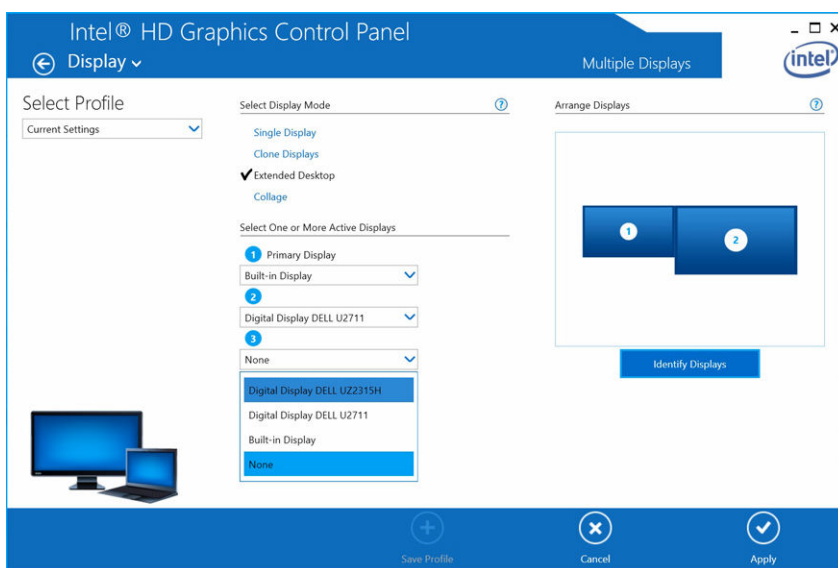 Intel® HD Graphics Control Panel
Display
Multiple Displays
intel
Select Profile
Current Settings
Select Display Mode
?
Single Display
Clone Displays
Extended Desktop
Collage
Select One or More Active Displays
1 Primary Display
Built-in Display
2
Digital Display DELL U2711
3
None
Digital Display DELL UZ2315H
Digital Display DELL U2711
Built-in Display
None
Arrange Displays
?
1
2
Identify Displays
Save Profile
Cancel
Apply